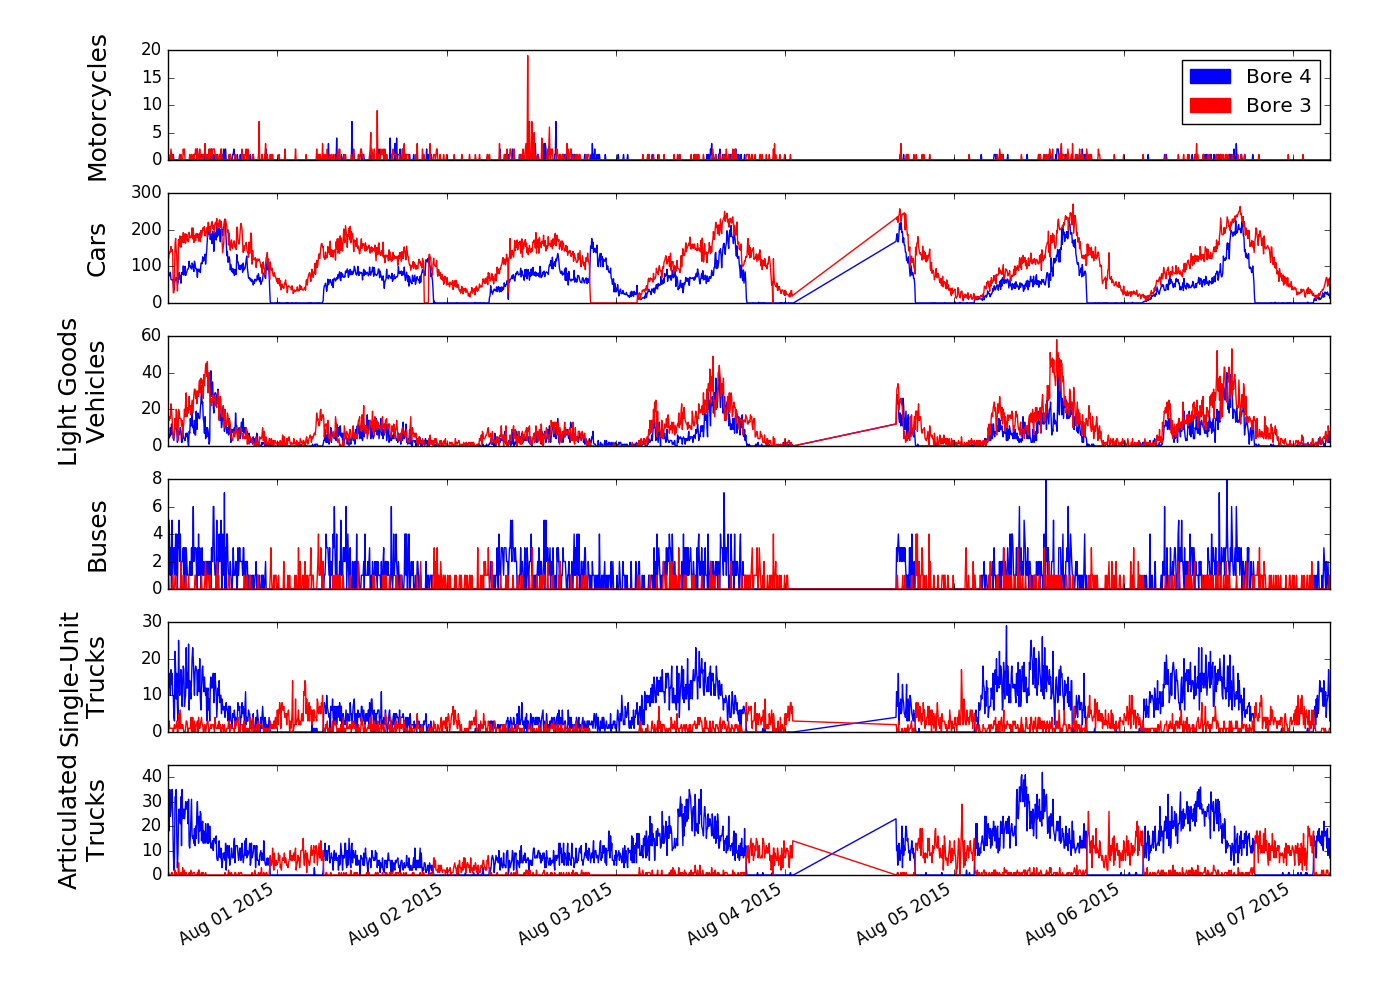 Motorcycles
20
15
10
5
0
Bore 4
Bore 3
Cars
300
200
100
0
Light Goods
Vehicles
60
40
20
0
Buses
8
6
4
2
0
Single-Unit
Trucks
30
20
10
0
Articulated
Trucks
40
30
20
10
0
Aug 01 2015
Aug 02 2015
Aug 03 2015
Aug 04 2015
Aug 05 2015
Aug 06 2015
Aug 07 2015